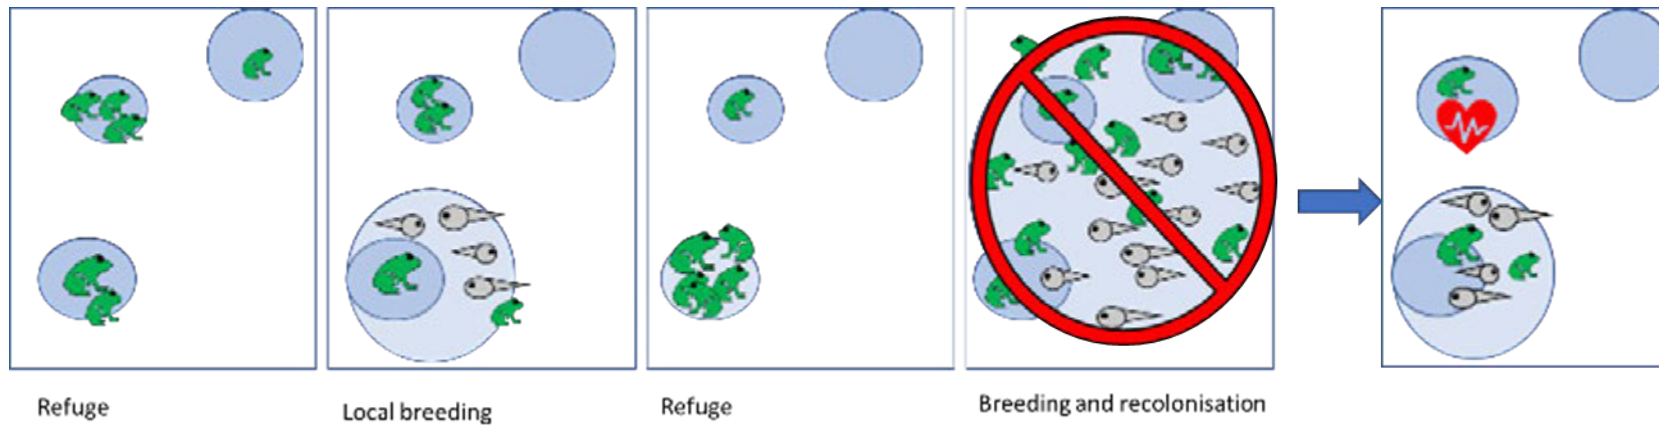 Refuge
Local breeding
Refuge
Breeding and recolonisation